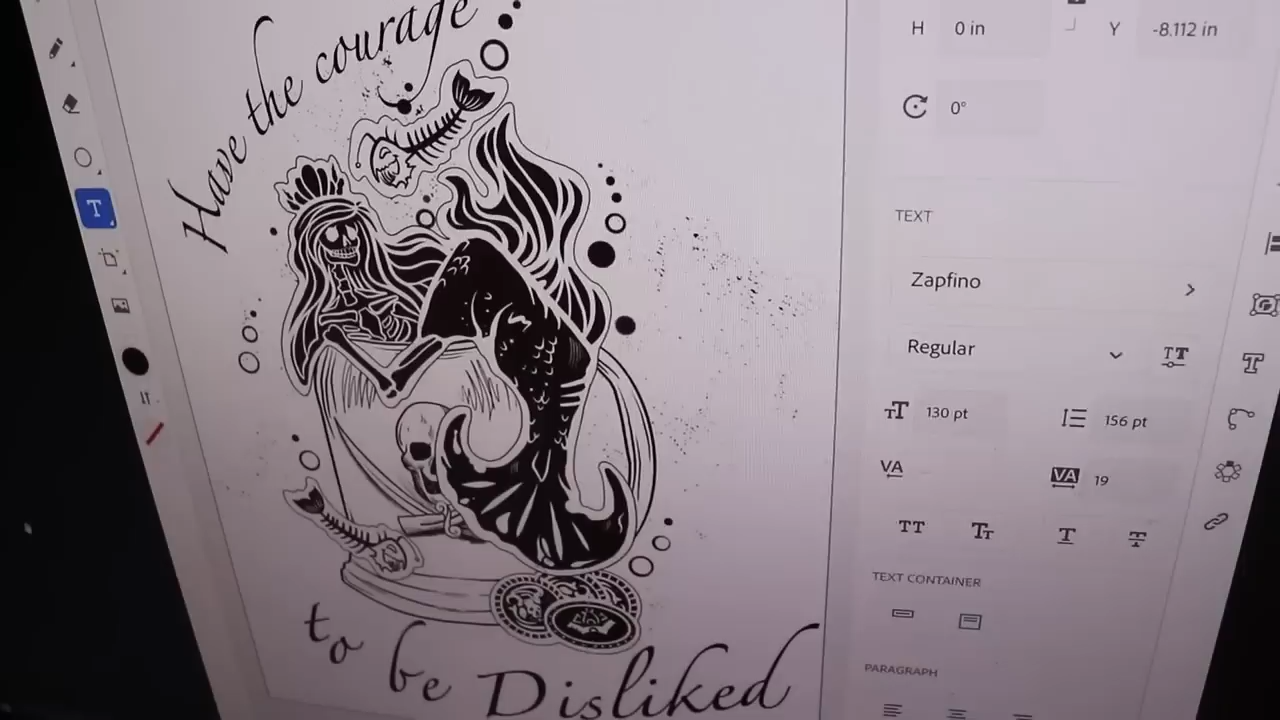 Have the courage
to be Disliked
H 0 in Y -8.112 in
0°
TEXT
Zapfino
Regular
130 pt 156 pt
VA VA 19
TT Tt T T
TEXT CONTAINER
PARAGRAPH